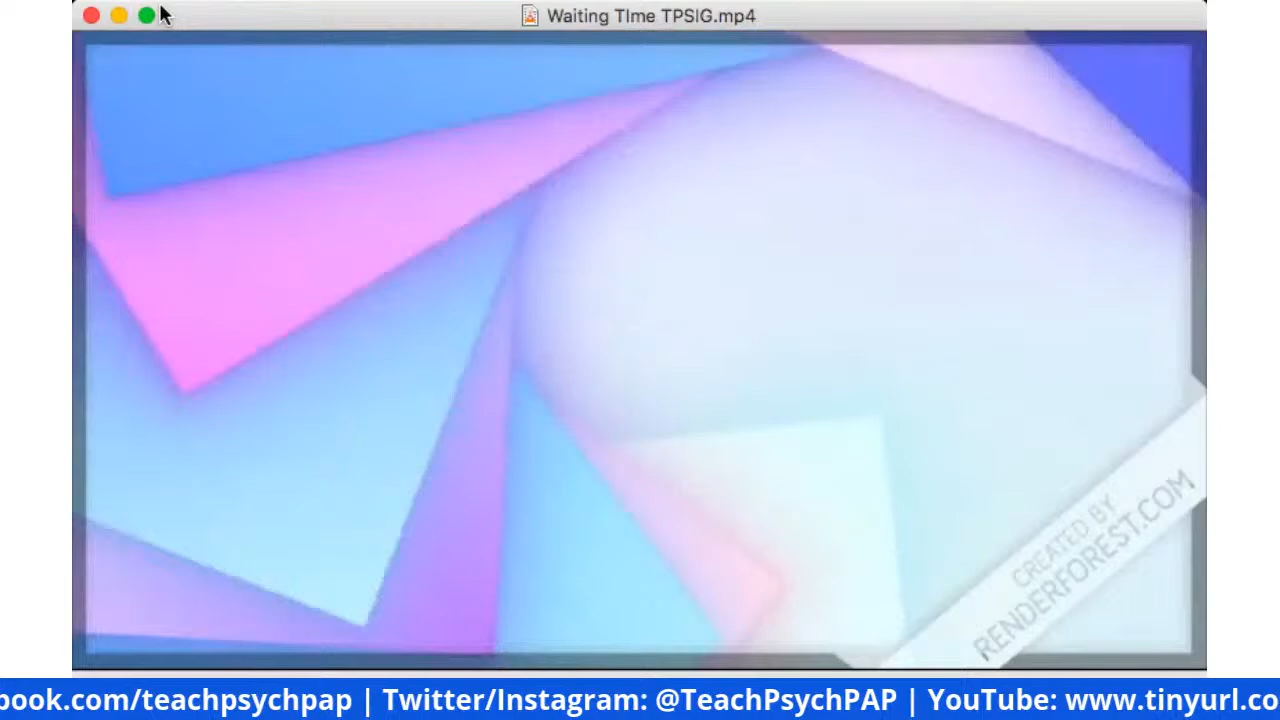 Waiting TIme TPSIG.mp4
CREATED BY
RENDERFOREST.COM
book.com/teachpsychpap | Twitter/Instagram: @TeachPsychPAP | YouTube: www.tinyurl.co